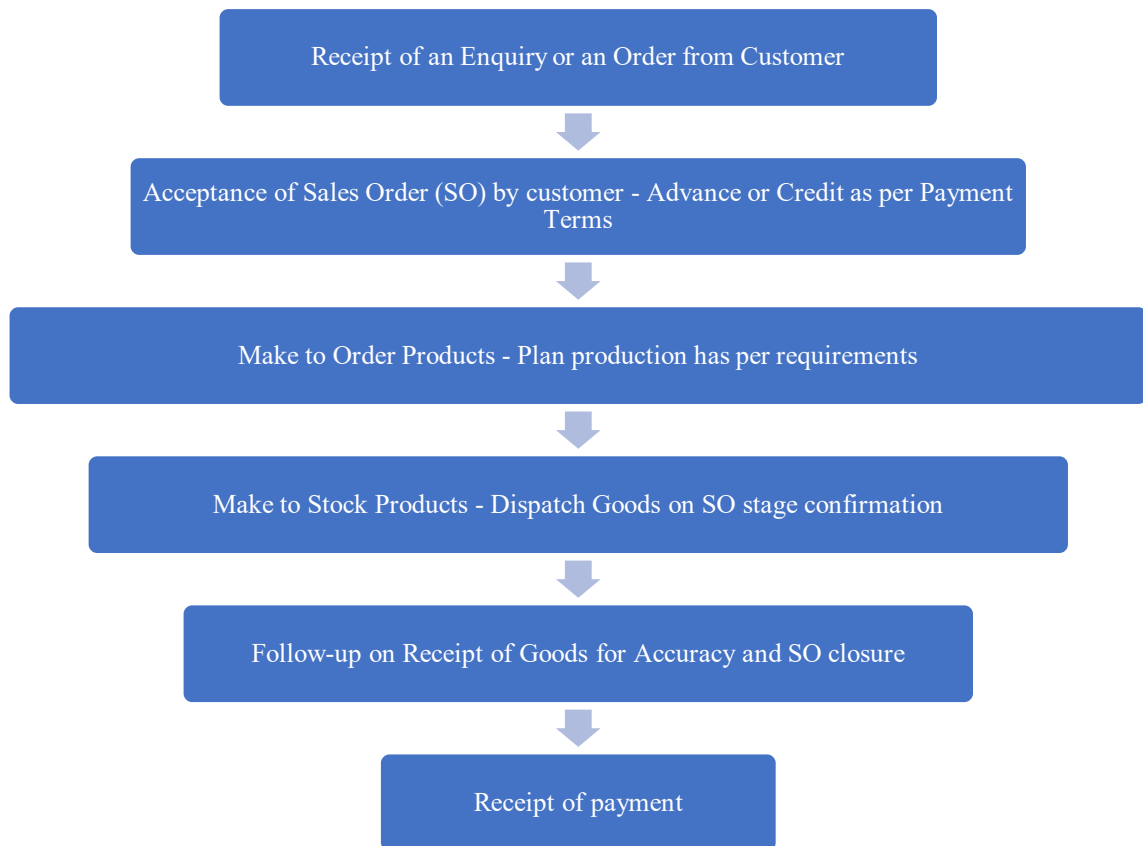 Receipt of an Enquiry or an Order from Customer
Acceptance of Sales Order (SO) by customer - Advance or Credit as per Payment
Terms
Make to Order Products - Plan production has per requirements
Make to Stock Products - Dispatch Goods on SO stage confirmation
Follow-up on Receipt of Goods for Accuracy and SO closure
Receipt of payment